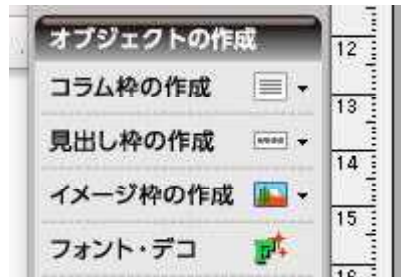 オブジェクトの作成
コラム枠の作成
見出し枠の作成
イメージ枠の作成
フォント・デコ
12
13
14
15
16